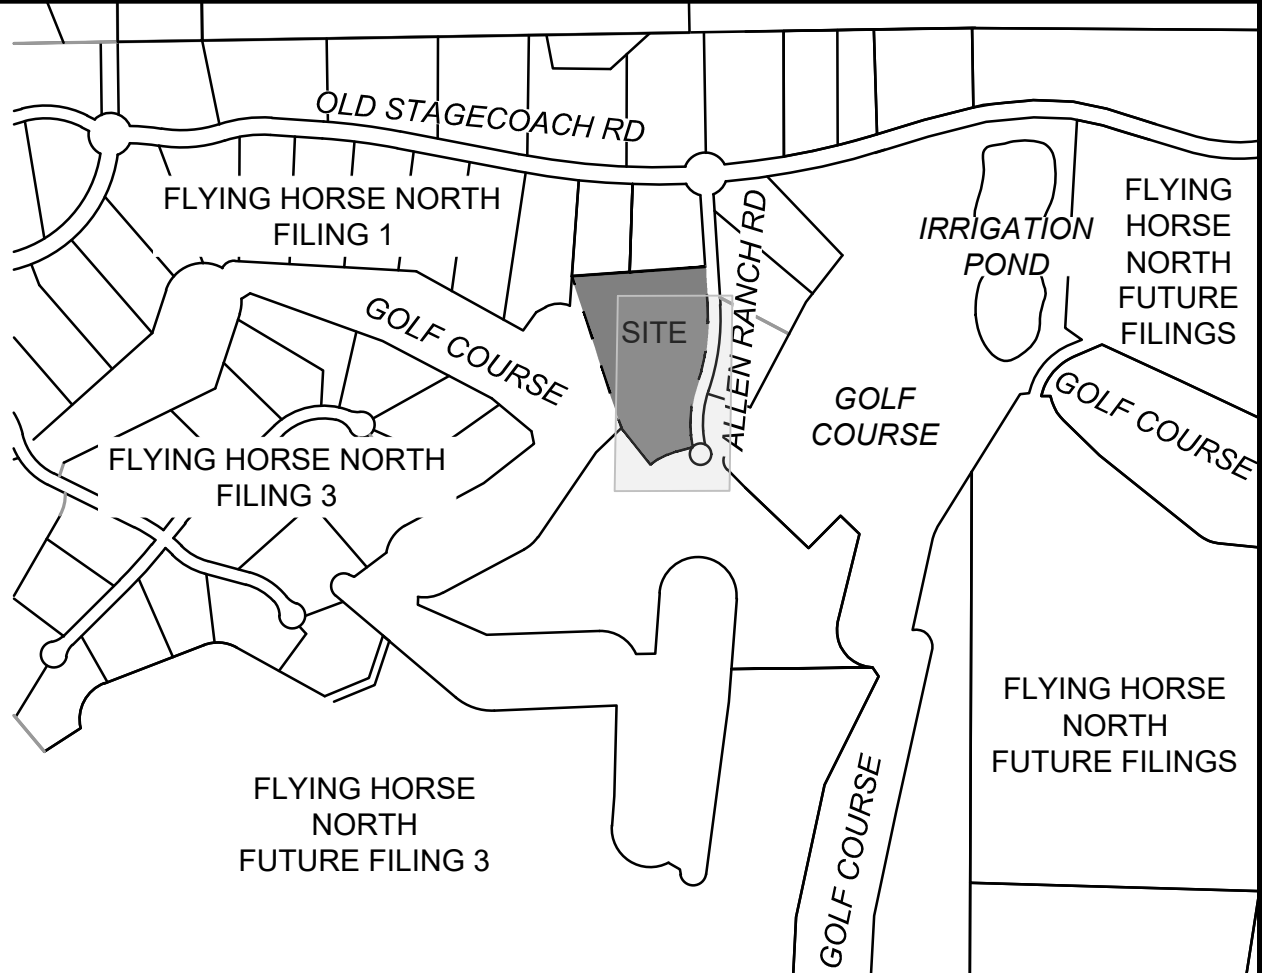 OLD STAGECOACH RD
FLYING HORSE NORTH
FILING 1
ALLEN RANCH RD
IRRIGATION
POND
FLYING
HORSE
NORTH
FUTURE
FILINGS
GOLF COURSE
SITE
GOLF
COURSE
GOLF COURSE
FLYING HORSE NORTH
FILING 3
FLYING HORSE
NORTH
FUTURE FILINGS
FLYING HORSE
NORTH
FUTURE FILING 3
GOLF COURSE